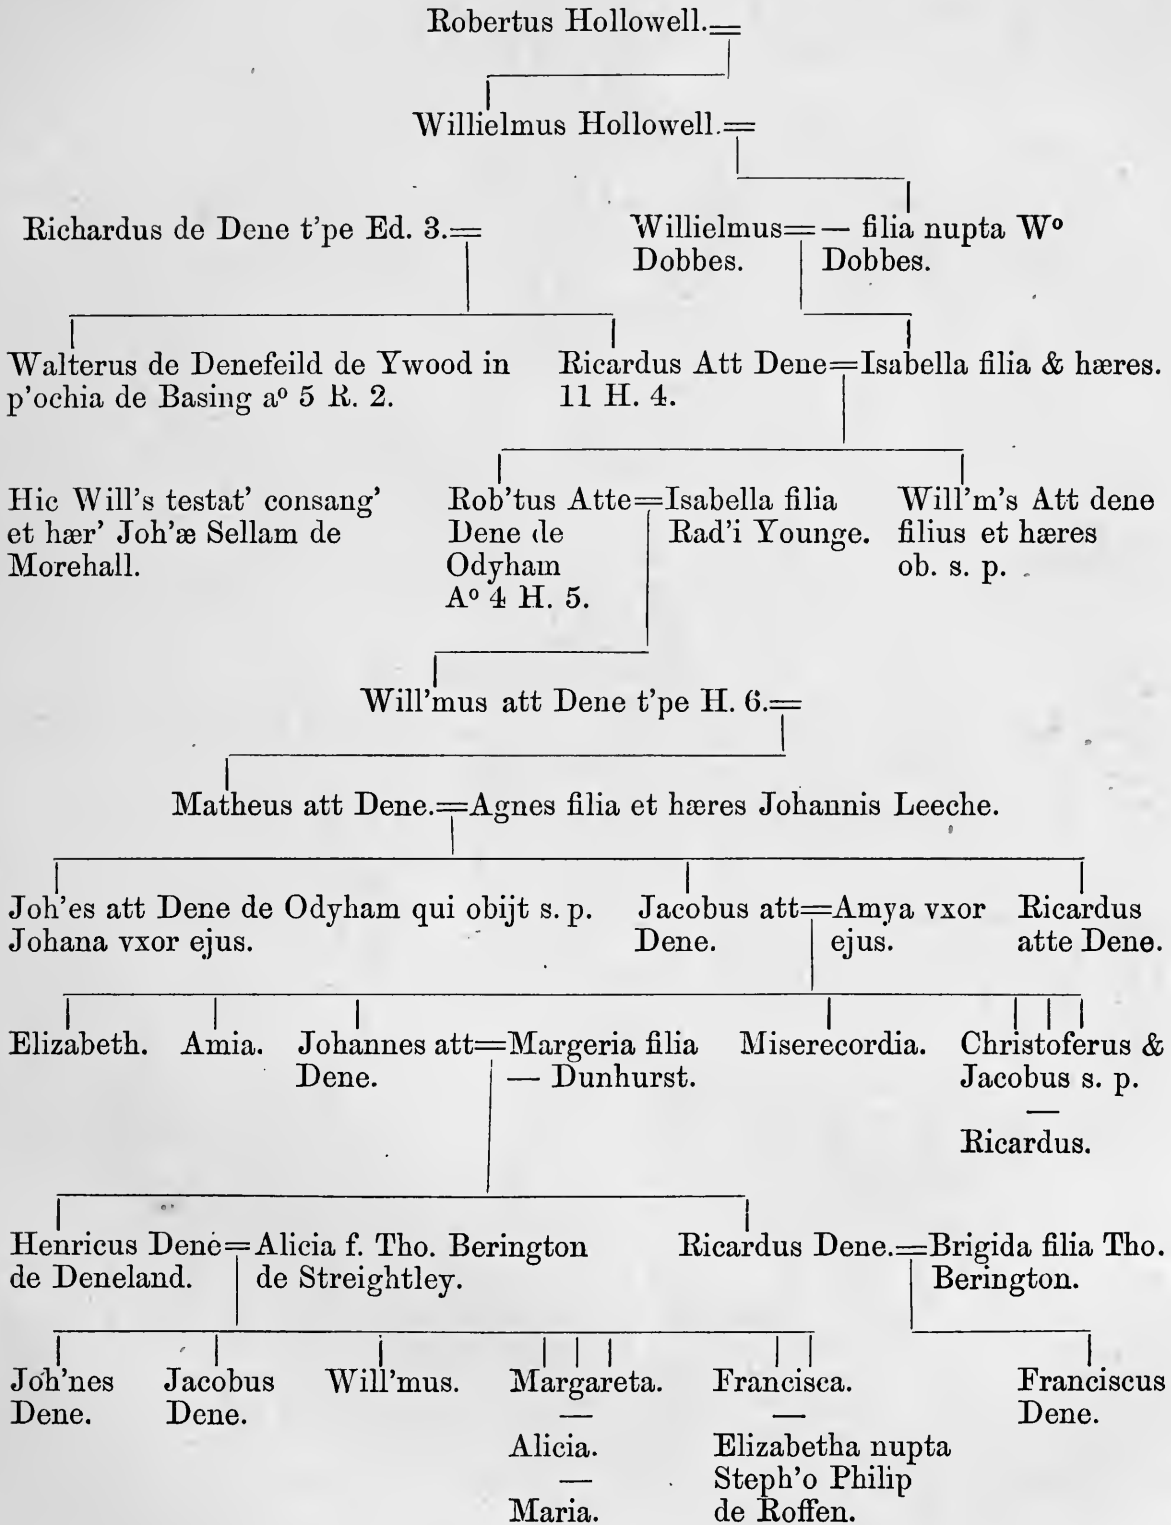 Robertus Hollowell.
Willielmus Hollowell.
Richardus de Dene t'pe Ed. 3.
Willielmus
Dobbes.
— filia nupta Wº
Dobbes.
Walterus de Denefeild de Ywood in
p'ochia de Basing aº 5 R. 2.
Ricardus Att Dene
11 H. 4.
Isabella filia & hæres.
Hic Will's testat' consang'
et hær' Joh'æ Sellam de
Morehall.
Rob'tus Atte
Dene de
Odyham
Aº 4 H. 5.
Isabella filia
Rad'i Younge.
Will'm's Att dene
filius et hæres
ob. s. p.
Will'mus att Dene t'pe H. 6.
Matheus att Dene.
Agnes filia et hæres Johannis Leeche.
Joh'es att Dene de Odyham qui obijt s. p.
Johana vxor ejus.
Jacobus att
Dene.
Amya vxor
ejus.
Ricardus
atte Dene.
Elizabeth.
Amia.
Johannes att
Dene.
Margeria filia
— Dunhurst.
Miserecordia.
Christoferus &
Jacobus s. p.
—
Ricardus.
Henricus Dene
de Deneland.
Alicia f. Tho. Berington
de Streightley.
Ricardus Dene.
Brigida filia Tho.
Berington.
Joh'nes
Dene.
Jacobus
Dene.
Will'mus.
Margareta.
—
Alicia.
—
Maria.
Francisca.
—
Elizabetha nupta
Steph'o Philip
de Roffen.
Franciscus
Dene.